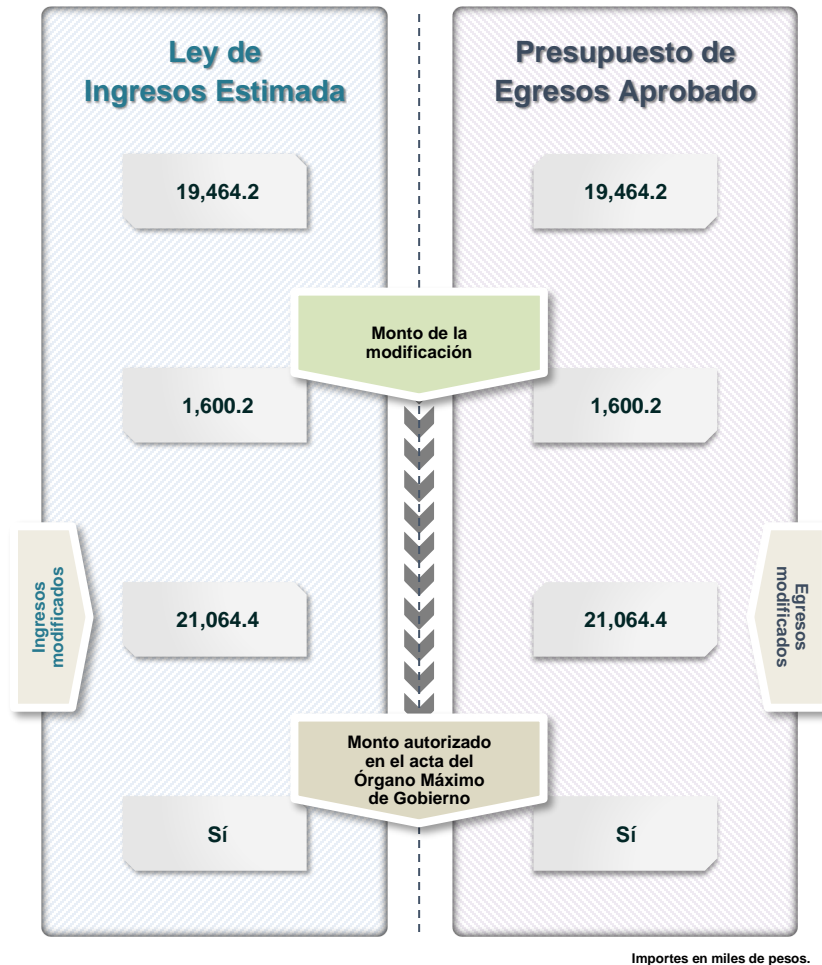 Ley de
Ingresos Estimada
Presupuesto de
Egresos Aprobado
19,464.2
19,464.2
Monto de la
modificación
1,600.2
1,600.2
Ingresos
modificados
21,064.4
21,064.4
Egresos
modificados
Monto autorizado
en el acta del
Órgano Máximo
de Gobierno
Sí
Sí
Importes en miles de pesos.